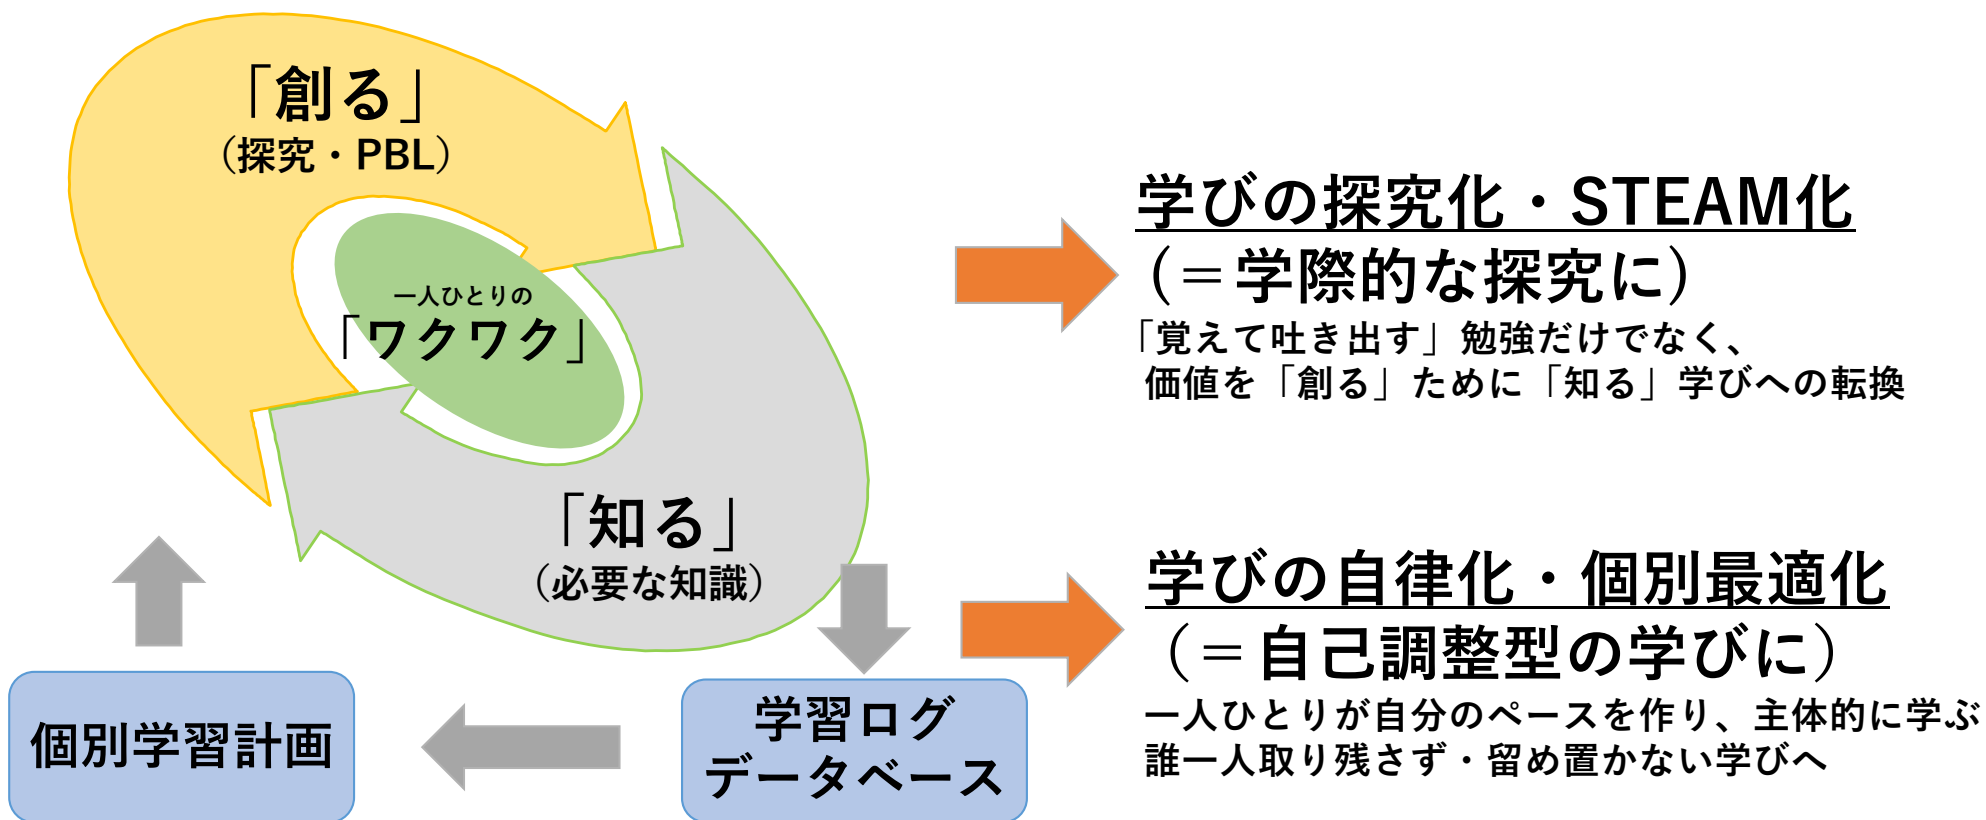 「創る」
（探究・PBL）
一人ひとりの
「ワクワク」
「知る」
（必要な知識）
個別学習計画
学習ログ
データベース
学びの探究化・STEAM化
（＝学際的な探究に）
「覚えて吐き出す」勉強だけでなく、
価値を「創る」ために「知る」学びへの転換
学びの自律化・個別最適化
（＝自己調整型の学びに）
一人ひとりが自分のペースを作り、主体的に学ぶ
誰一人取り残さず・留め置かない学びへ